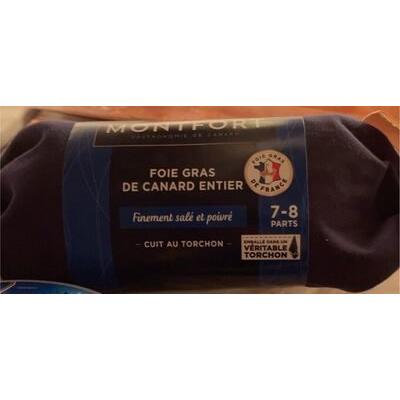 MONTFORT
GASTRONOMIE DE CANARD
FOIE GRAS
DE CANARD ENTIER
FOIE GRAS
DE FRANCE
Finement salé et poivré
7-8
PARTS
CUIT AU TORCHON
EMBALLÉ DANS UN
VÉRITABLE
TORCHON